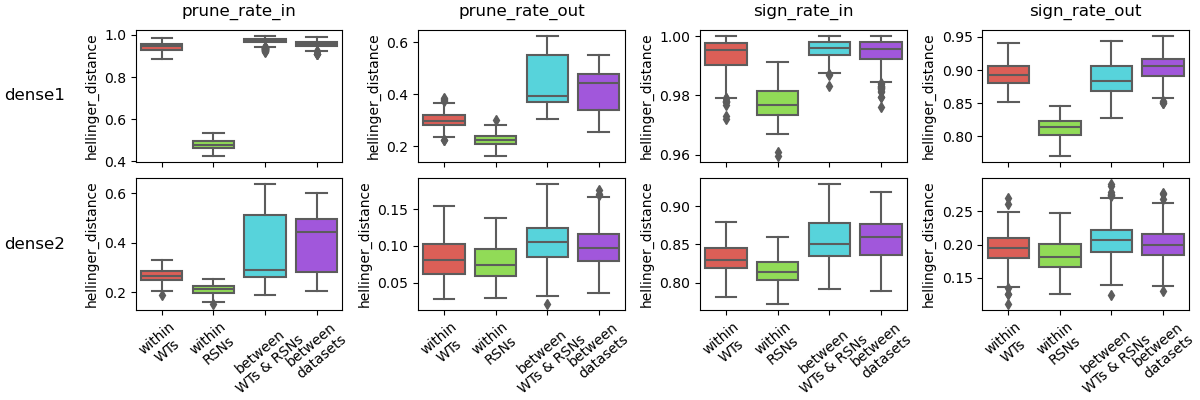 prune_rate_in prune_rate_out sign_rate_in sign_rate_out
dense1
hellinger_distance
1.0
0.8
0.6
0.4
hellinger_distance
0.6
0.4
0.2
hellinger_distance
1.00
0.98
0.96
hellinger_distance
0.95
0.90
0.85
0.80
dense2
hellinger_distance
0.6
0.4
0.2
hellinger_distance
0.15
0.10
0.05
hellinger_distance
0.90
0.85
0.80
hellinger_distance
0.25
0.20
0.15
within
WTs
within
RSNs
between
WTs & RSNs
between
datasets
within
WTs
within
RSNs
between
WTs & RSNs
between
datasets
within
WTs
within
RSNs
between
WTs & RSNs
between
datasets
within
WTs
within
RSNs
between
WTs & RSNs
between
datasets